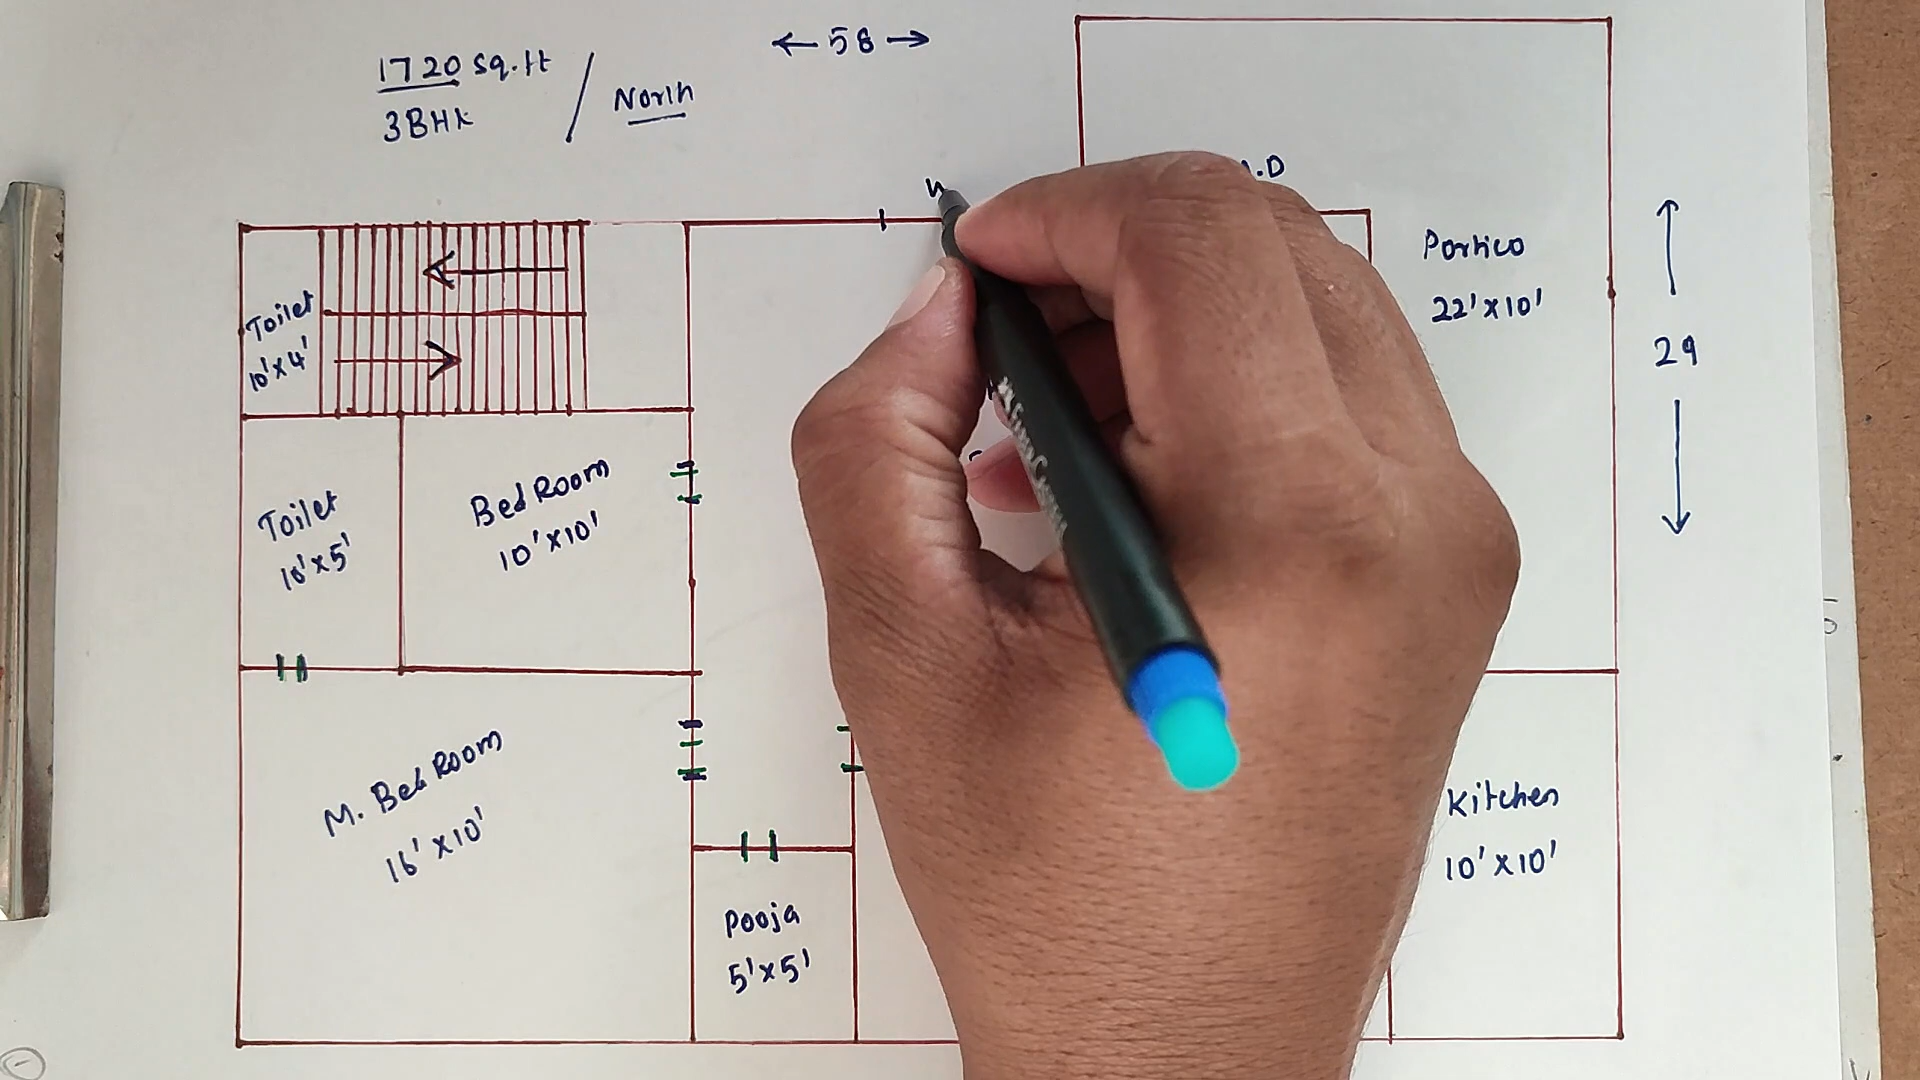 1720 sq.ft
3BHK
/ North
← 58 →
.D
Portico
22'x10'
29
Toilet
10'x4'
Toilet
10'x5'
Bed Room
10'x10'
M. Bed Room
16'x10'
Pooja
5'x5'
Kitchen
10'x10'